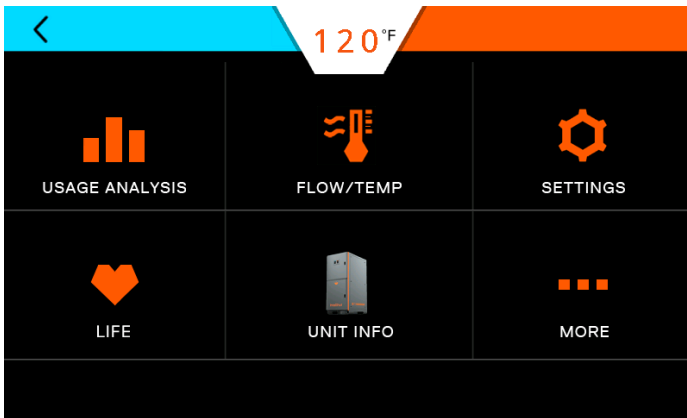 120°F
USAGE ANALYSIS
FLOW/TEMP
SETTINGS
LIFE
UNIT INFO
MORE